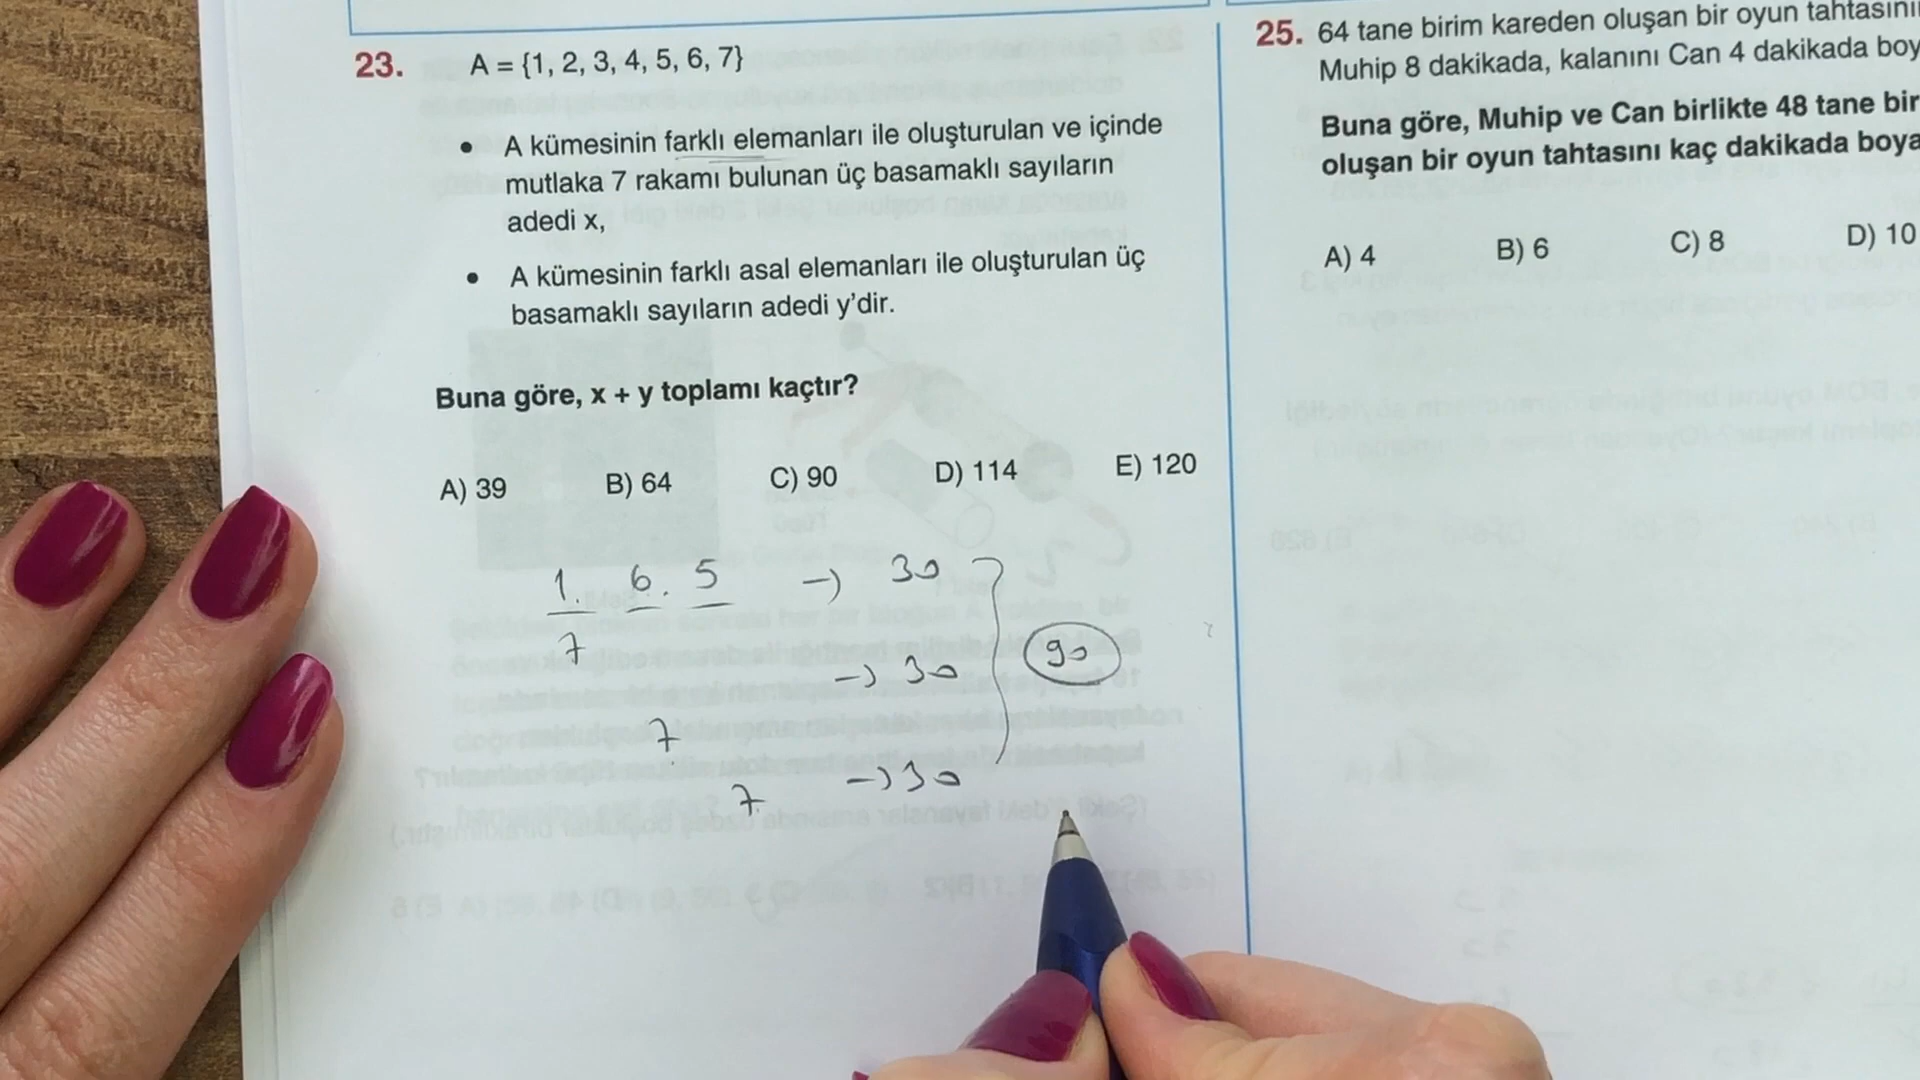 23. A = {1, 2, 3, 4, 5, 6, 7}
• A kümesinin farklı elemanları ile oluşturulan ve içinde
mutlaka 7 rakamı bulunan üç basamaklı sayıların
adedi x,
• A kümesinin farklı asal elemanları ile oluşturulan üç
basamaklı sayıların adedi y'dir.
Buna göre, x + y toplamı kaçtır?
A) 39 B) 64 C) 90 D) 114 E) 120
1. 6. 5 → 30
7
→ 30 90
7
7 → 30
25. 64 tane birim kareden oluşan bir oyun
Muhip 8 dakikada, kalanını Can 4 dakikada
Buna göre, Muhip ve Can birlikte 48 tane
oluşan bir oyun tahtasını kaç dakikada
A) 4 B) 6 C) 8 D) 10